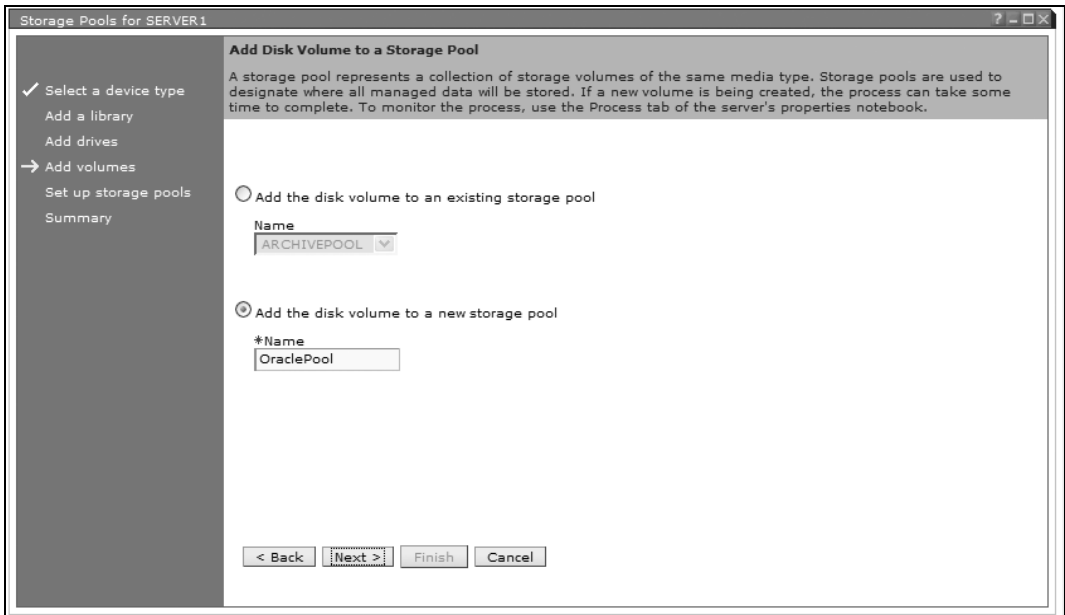 Storage Pools for SERVER1
Select a device type
Add a library
Add drives
Add volumes
Set up storage pools
Summary
Add Disk Volume to a Storage Pool
A storage pool represents a collection of storage volumes of the same media type. Storage pools are used to
designate where all managed data will be stored. If a new volume is being created, the process can take some
time to complete. To monitor the process, use the Process tab of the server's properties notebook.
Add the disk volume to an existing storage pool
Name
ARCHIVEPOOL
Add the disk volume to a new storage pool
*Name
OraclePool
< Back Next > Finish Cancel